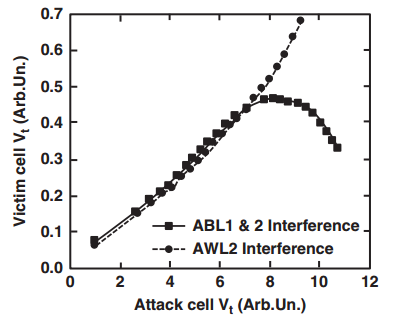 0.7
0.6
0.5
0.4
0.3
0.2
0.1
0.0
Victim cell Vt (Arb.Un.)
ABL1 & 2 Interference
AWL2 Interference
0 2 4 6 8 10 12
Attack cell Vt (Arb.Un.)